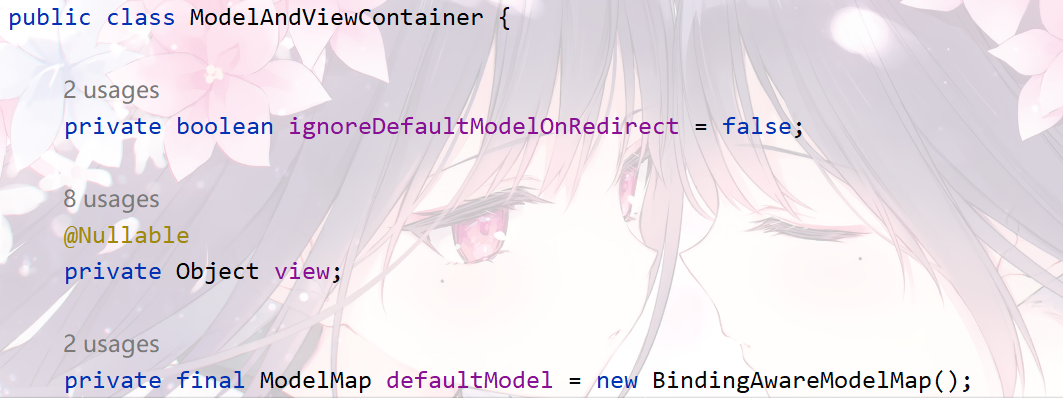 public class ModelAndViewContainer {
2 usages
private boolean ignoreDefaultModelOnRedirect = false;
8 usages
@Nullable
private Object view;
2 usages
private final ModelMap defaultModel = new BindingAwareModelMap();